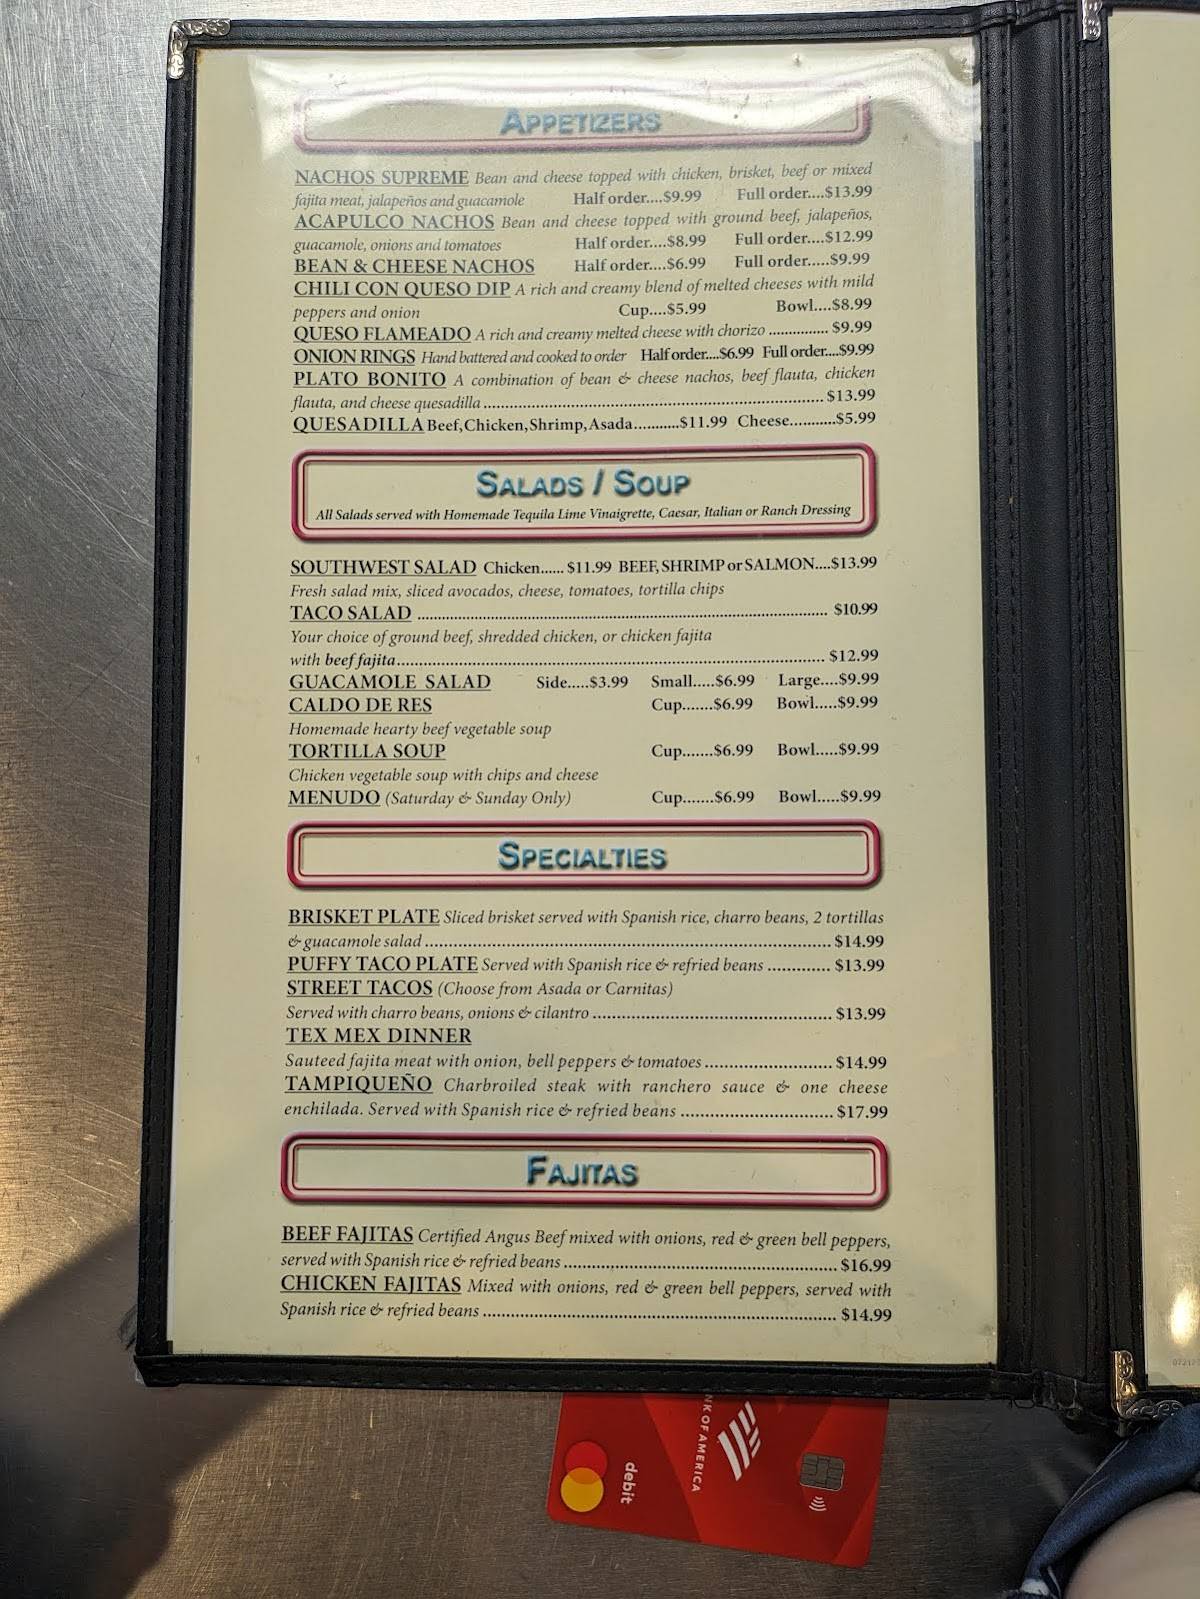 APPETIZERS
NACHOS SUPREME Bean and cheese topped with chicken, brisket, beef or mixed
fajita meat, jalapeños and guacamole Half order....$9.99 Full order....$13.99
ACAPULCO NACHOS Bean and cheese topped with ground beef, jalapeños,
guacamole, onions and tomatoes Half order....$8.99 Full order....$12.99
BEAN & CHEESE NACHOS Half order....$6.99 Full order.....$9.99
CHILI CON QUESO DIP A rich and creamy blend of melted cheeses with mild
peppers and onion Cup....$5.99 Bowl....$8.99
QUESO FLAMEADO A rich and creamy melted cheese with chorizo ............... $9.99
ONION RINGS Hand battered and cooked to order Half order....$6.99 Full order....$9.99
PLATO BONITO A combination of bean & cheese nachos, beef flauta, chicken
flauta, and cheese quesadilla ........................................ $13.99
QUESADILLA Beef, Chicken, Shrimp, Asada...........$11.99 Cheese...........$5.99
SALADS / SOUP
All Salads served with Homemade Tequila Lime Vinaigrette, Caesar, Italian or Ranch Dressing
SOUTHWEST SALAD Chicken...... $11.99 BEEF, SHRIMP or SALMON....$13.99
Fresh salad mix, sliced avocados, cheese, tomatoes, tortilla chips
TACO SALAD ........................................ $10.99
Your choice of ground beef, shredded chicken, or chicken fajita
with beef fajita........................................ $12.99
GUACAMOLE SALAD Side.....$3.99 Small.....$6.99 Large....$9.99
CALDO DE RES Cup.......$6.99 Bowl.....$9.99
Homemade hearty beef vegetable soup
TORTILLA SOUP Cup.......$6.99 Bowl.....$9.99
Chicken vegetable soup with chips and cheese
MENUDO (Saturday & Sunday Only) Cup.......$6.99 Bowl.....$9.99
SPECIALTIES
BRISKET PLATE Sliced brisket served with Spanish rice, charro beans, 2 tortillas
& guacamole salad ........................................ $14.99
PUFFY TACO PLATE Served with Spanish rice & refried beans ............. $13.99
STREET TACOS (Choose from Asada or Carnitas)
Served with charro beans, onions & cilantro ........................................ $13.99
TEX MEX DINNER
Sauteed fajita meat with onion, bell peppers & tomatoes .......................... $14.99
TAMPIQUEÑO Charbroiled steak with ranchero sauce & one cheese
enchilada. Served with Spanish rice & refried beans ............................... $17.99
FAJITAS
BEEF FAJITAS Certified Angus Beef mixed with onions, red & green bell peppers,
served with Spanish rice & refried beans ........................................ $16.99
CHICKEN FAJITAS Mixed with onions, red & green bell peppers, served with
Spanish rice & refried beans ........................................ $14.99
NK OF AMERICA
debit